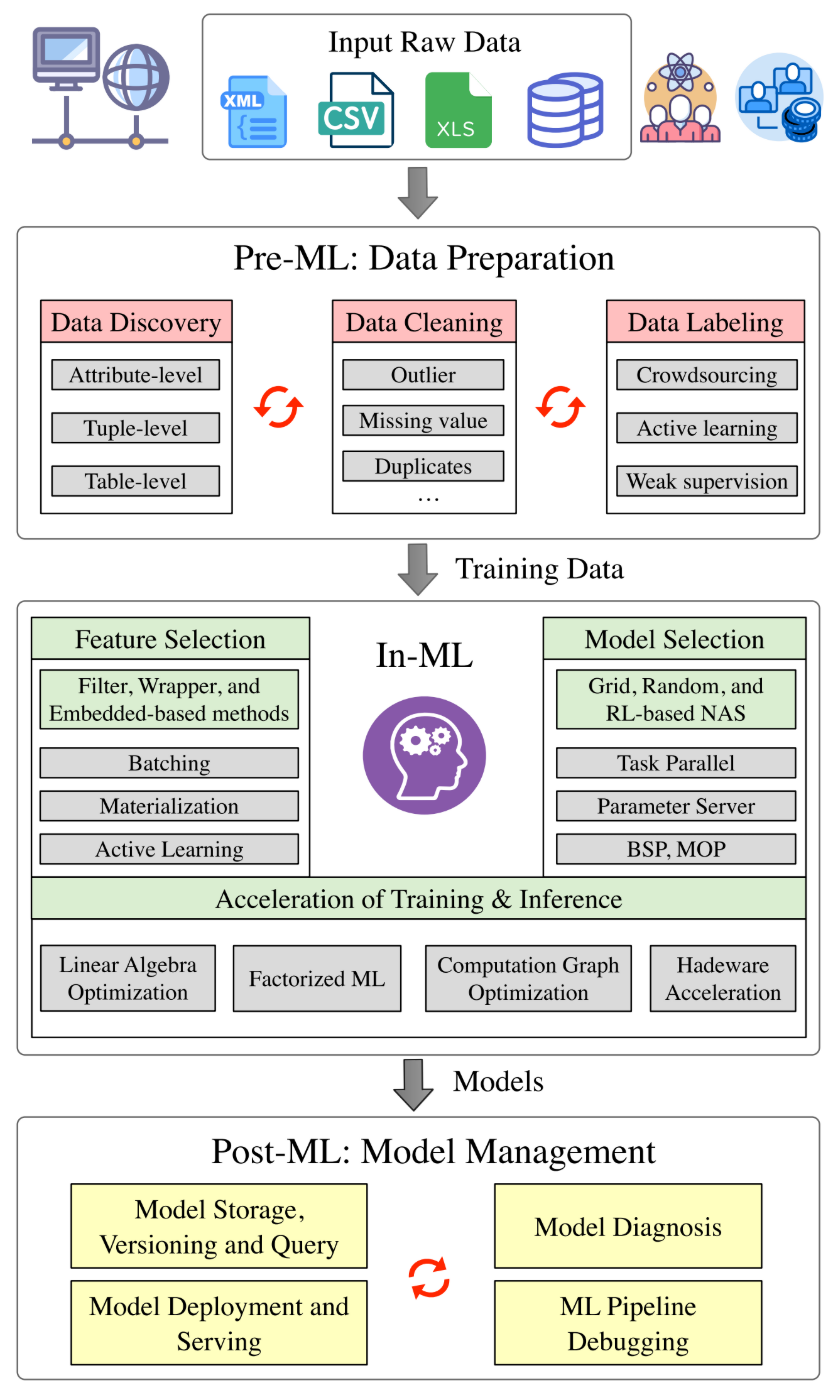 Input Raw Data
XML
CSV
XLS
Pre-ML: Data Preparation
Data Discovery
Attribute-level
Tuple-level
Table-level
Data Cleaning
Outlier
Missing value
Duplicates
...
Data Labeling
Crowdsourcing
Active learning
Weak supervision
Training Data
Feature Selection
Filter, Wrapper, and
Embedded-based methods
Batching
Materialization
Active Learning
In-ML
Model Selection
Grid, Random, and
RL-based NAS
Task Parallel
Parameter Server
BSP, MOP
Acceleration of Training & Inference
Linear Algebra
Optimization
Factorized ML
Computation Graph
Optimization
Hadeware
Acceleration
Models
Post-ML: Model Management
Model Storage,
Versioning and Query
Model Diagnosis
Model Deployment and
Serving
ML Pipeline
Debugging